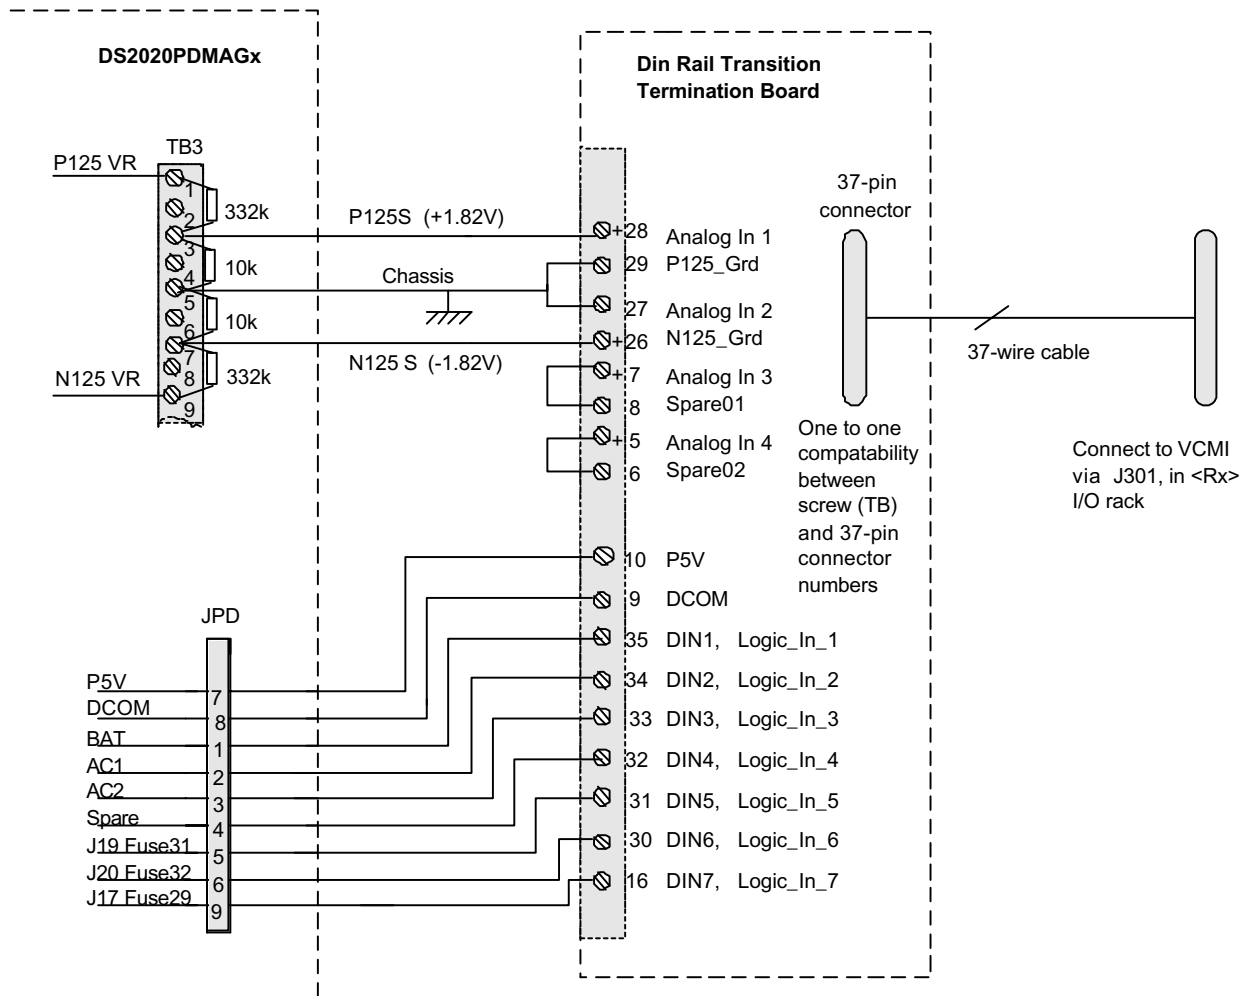 DS2020PDMAGx
Din Rail Transition
Termination Board
TB3
P125 VR
1
2
3
4
5
6
7
8
9
332k
10k
10k
332k
N125 VR
P125S (+1.82V)
Chassis
N125 S (-1.82V)
+28 Analog In 1
29 P125_Grd
27 Analog In 2
+26 N125_Grd
+7 Analog In 3
8 Spare01
+5 Analog In 4
6 Spare02
10 P5V
9 DCOM
35 DIN1, Logic_In_1
34 DIN2, Logic_In_2
33 DIN3, Logic_In_3
32 DIN4, Logic_In_4
31 DIN5, Logic_In_5
30 DIN6, Logic_In_6
16 DIN7, Logic_In_7
37-pin
connector
37-wire cable
One to one
compatability
between
screw (TB)
and 37-pin
connector
numbers
Connect to VCMI
via J301, in <Rx>
I/O rack
JPD
P5V 7
DCOM 8
BAT 1
AC1 2
AC2 3
Spare 4
J19 Fuse31 5
J20 Fuse32 6
J17 Fuse29 9